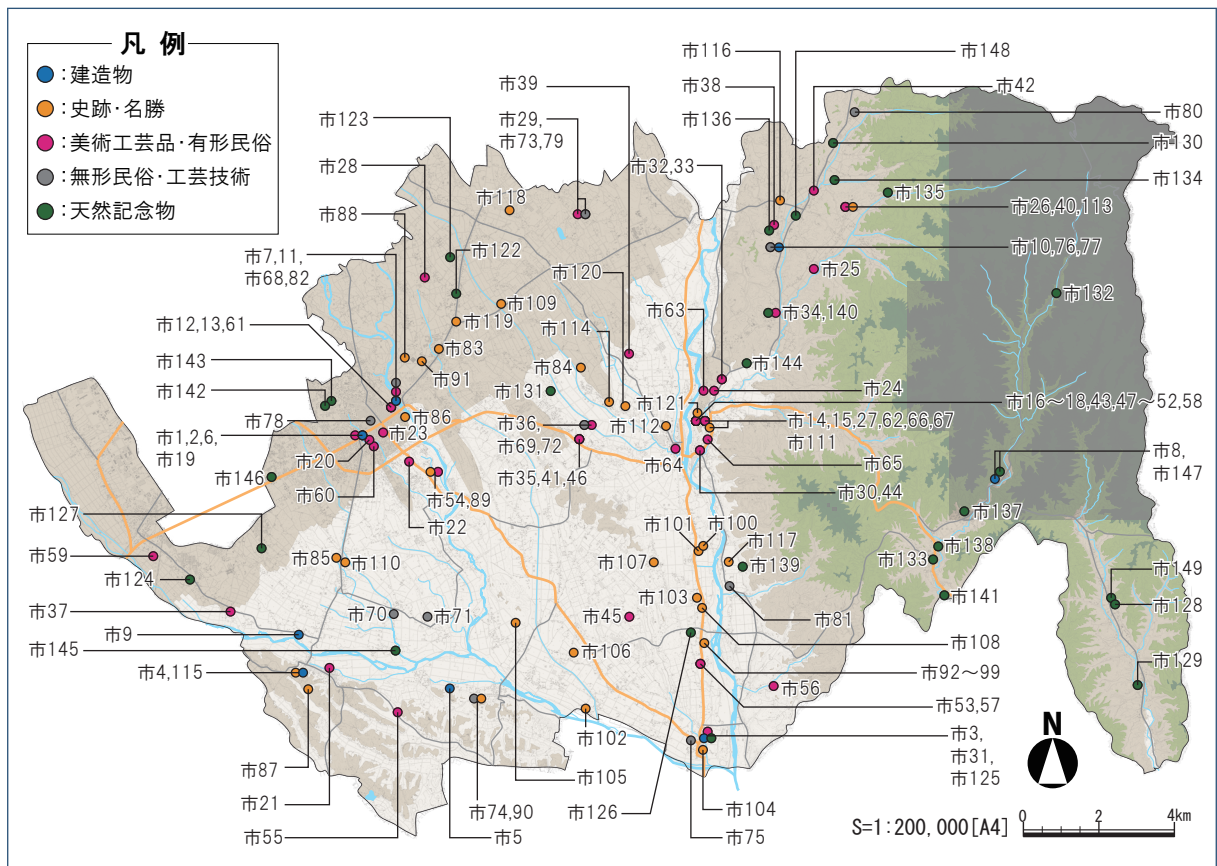 凡 例
：建造物
：史跡・名勝
：美術工芸品・有形民俗
：無形民俗・工芸技術
：天然記念物
市116
市148
市38
市42
市39
市136
市80
市29,
市73,79
市123
市130
市28
市32,33
市134
市118
市135
市88
市26,40,113
市7,11,
市68,82
市122
市10,76,77
市120
市25
市132
市109
市63
市34,140
市12,13,61
市119
市114
市143
市83
市84
市144
市142
市91
市131
市24
市121
市16～18,43,47～52,58
市86
市78
市36,
市69,72
市112
市14,15,27,62,66,67
市111
市1,2,6,
市19
市23
市8,
市147
市20
市64
市65
市146
市35,41,46
市30,44
市60
市54,89
市22
市137
市127
市101
市100
市117
市138
市59
市85
市110
市107
市139
市133
市149
市124
市128
市103
市141
市37
市70
市71
市45
市81
市9
市108
市145
市106
市92～99
市129
市4,115
市56
市53,57
市102
市3,
市31,
市125
N
市87
市105
市21
市74,90
市126
市104
市55
市5
市75
S=1:200,000[A4]
0
2
4km